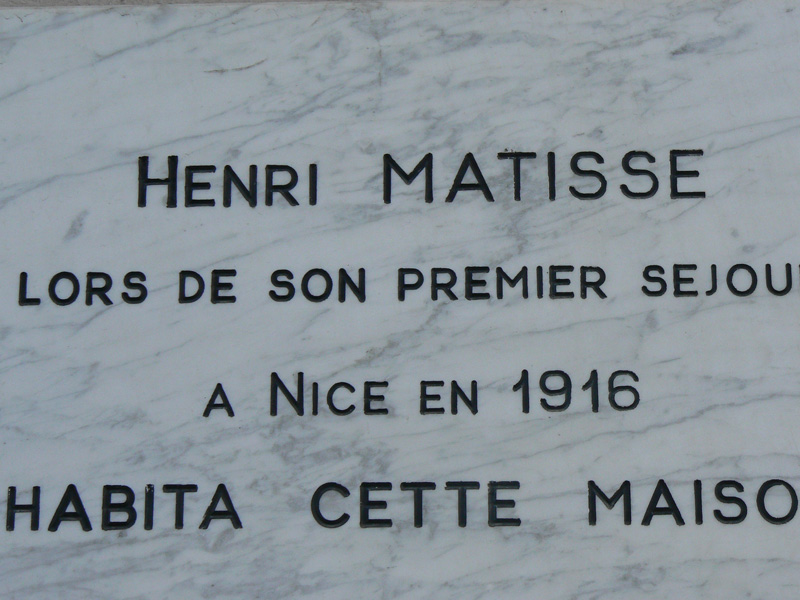 HENRI MATISSE
LORS DE SON PREMIER SEJOU
A NICE EN 1916
HABITA CETTE MAISO